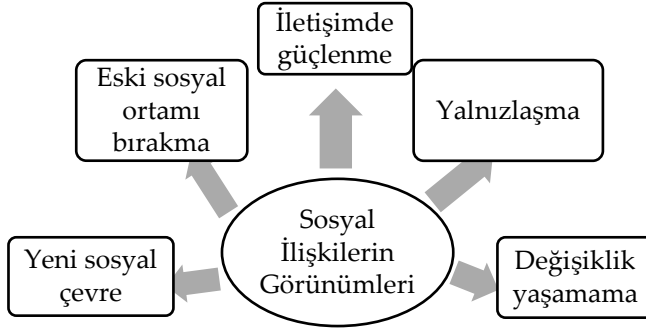 İletişimde
güçlenme
Eski sosyal
ortamı
bırakma
Yalnızlaşma
Sosyal
İlişkilerin
Görünümleri
Yeni sosyal
çevre
Değişiklik
yaşamama